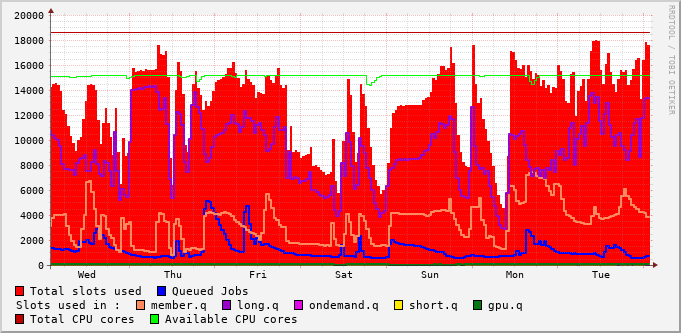 20000
18000
16000
14000
12000
10000
8000
6000
4000
2000
0
Wed Thu Fri Sat Sun Mon Tue
RRDTOOL / TOBI OETIKER
Total slots used Queued Jobs
Slots used in : member.q long.q ondemand.q short.q gpu.q
Total CPU cores Available CPU cores